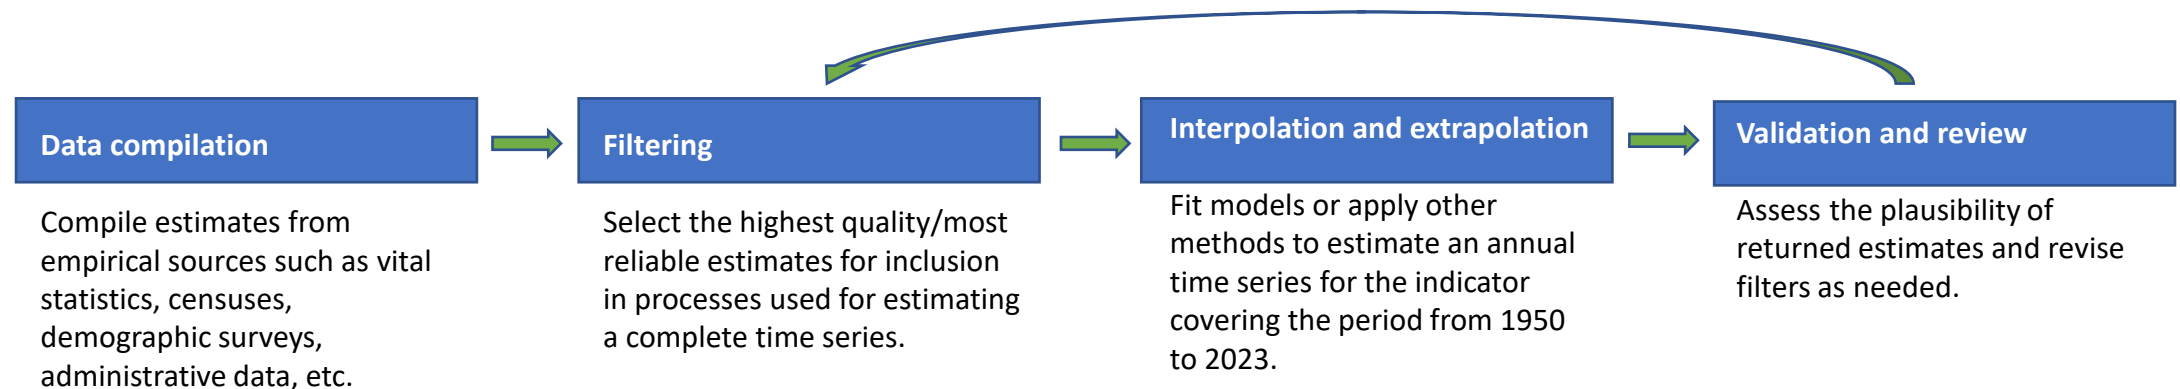 Data compilation
Compile estimates from
empirical sources such as vital
statistics, censuses,
demographic surveys,
administrative data, etc.
Filtering
Select the highest quality/most
reliable estimates for inclusion
in processes used for estimating
a complete time series.
Interpolation and extrapolation
Fit models or apply other
methods to estimate an annual
time series for the indicator
covering the period from 1950
to 2023.
Validation and review
Assess the plausibility of
returned estimates and revise
filters as needed.